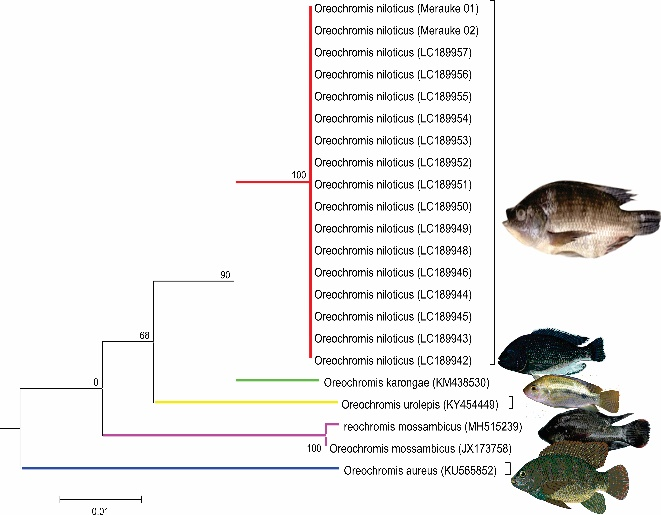 Oreochromis niloticus (Merauke 01)
Oreochromis niloticus (Merauke 02)
Oreochromis niloticus (LC189957)
Oreochromis niloticus (LC189956)
Oreochromis niloticus (LC189955)
Oreochromis niloticus (LC189954)
Oreochromis niloticus (LC189953)
Oreochromis niloticus (LC189952)
100
Oreochromis niloticus (LC189951)
Oreochromis niloticus (LC189950)
Oreochromis niloticus (LC189949)
Oreochromis niloticus (LC189948)
Oreochromis niloticus (LC189946)
90
Oreochromis niloticus (LC189944)
Oreochromis niloticus (LC189945)
68
Oreochromis niloticus (LC189943)
Oreochromis niloticus (LC189942)
0
Oreochromis karongae (KM438530)
Oreochromis urolepis (KY454449)
reochromis mossambicus (MH515239)
100
Oreochromis mossambicus (JX173758)
Oreochromis aureus (KU565852)
0.01